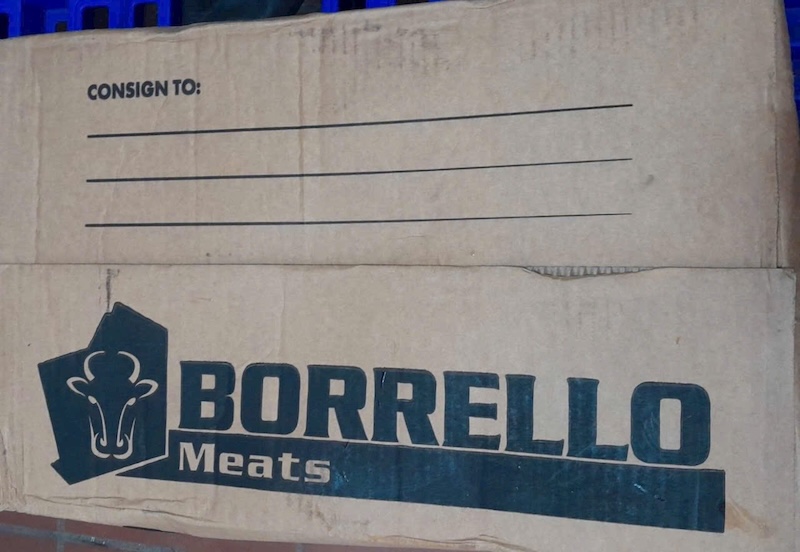 CONSIGN TO:
BORRELLO
Meats